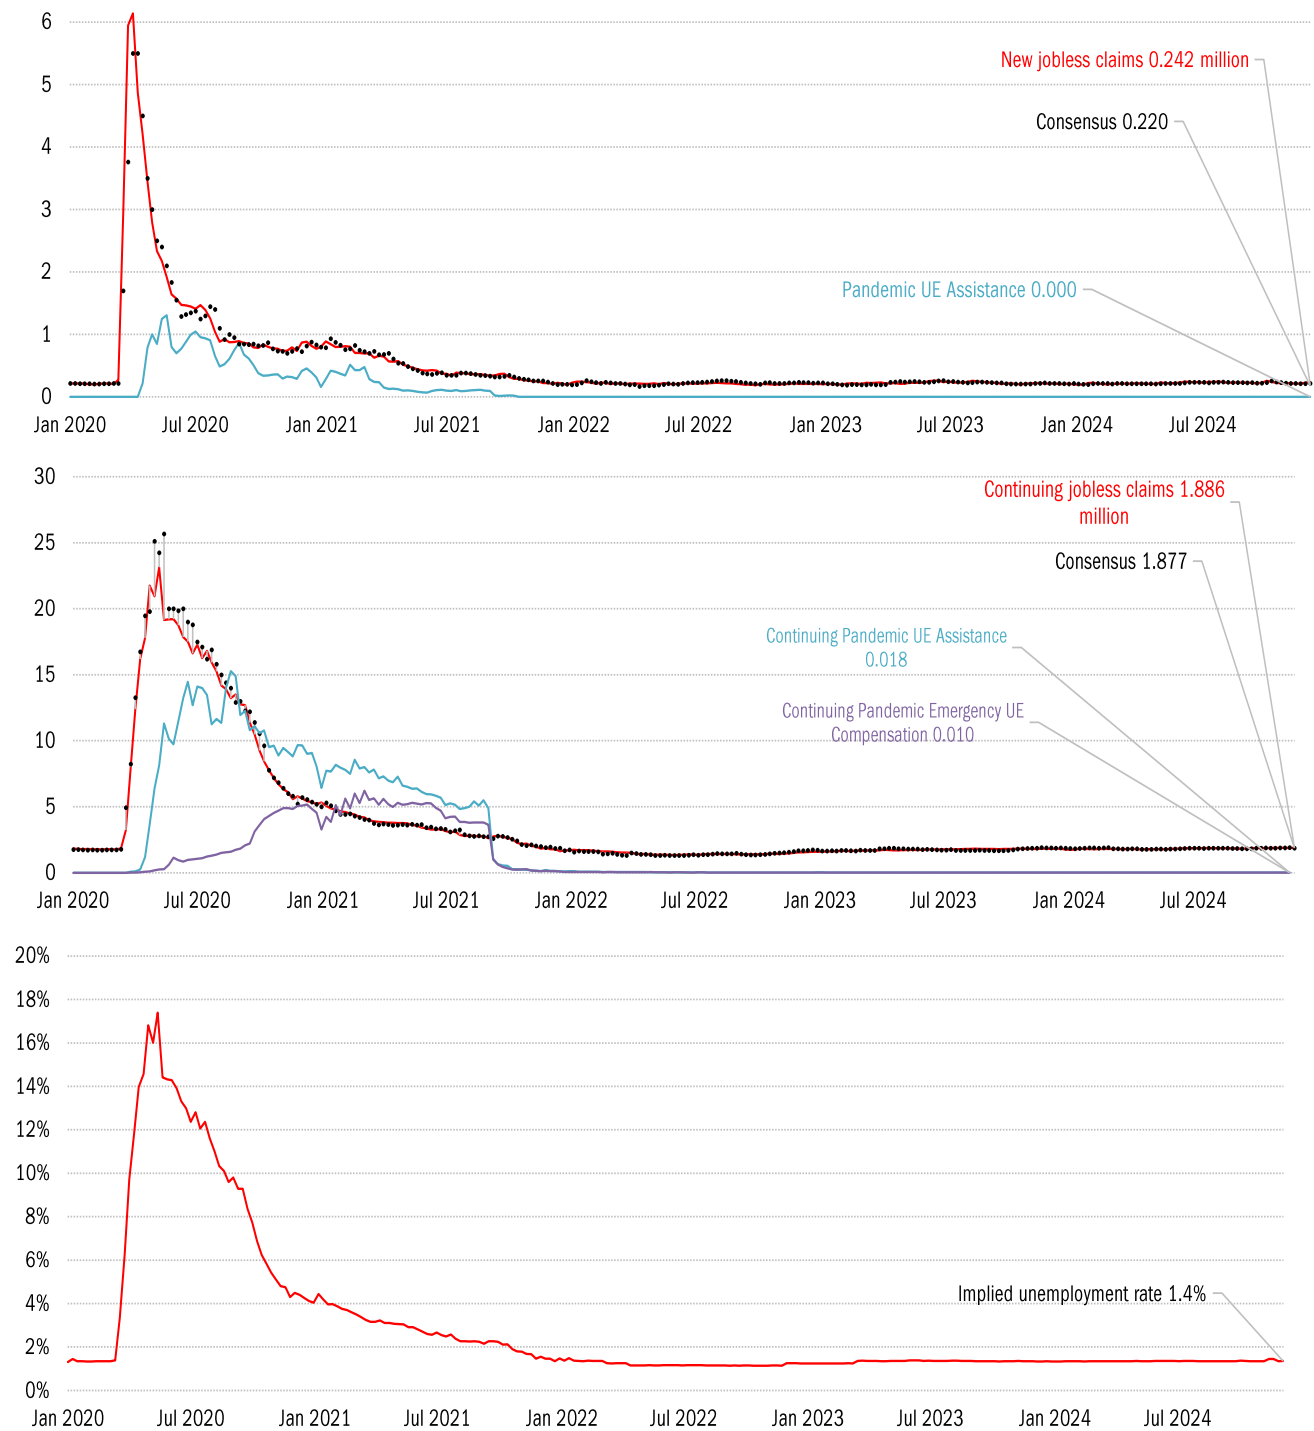 6
New jobless claims 0.242 million
5
Consensus 0.220
4
3
2
Pandemic UE Assistance 0.000
1
0
Jan 2020 Jul 2020 Jan 2021 Jul 2021 Jan 2022 Jul 2022 Jan 2023 Jul 2023 Jan 2024 Jul 2024
30
Continuing jobless claims 1.886
million
25
Consensus 1.877
20
Continuing Pandemic UE Assistance
0.018
15
Continuing Pandemic Emergency UE
Compensation 0.010
10
5
0
Jan 2020 Jul 2020 Jan 2021 Jul 2021 Jan 2022 Jul 2022 Jan 2023 Jul 2023 Jan 2024 Jul 2024
20%
18%
16%
14%
12%
10%
8%
6%
Implied unemployment rate 1.4%
4%
2%
0%
Jan 2020 Jul 2020 Jan 2021 Jul 2021 Jan 2022 Jul 2022 Jan 2023 Jul 2023 Jan 2024 Jul 2024